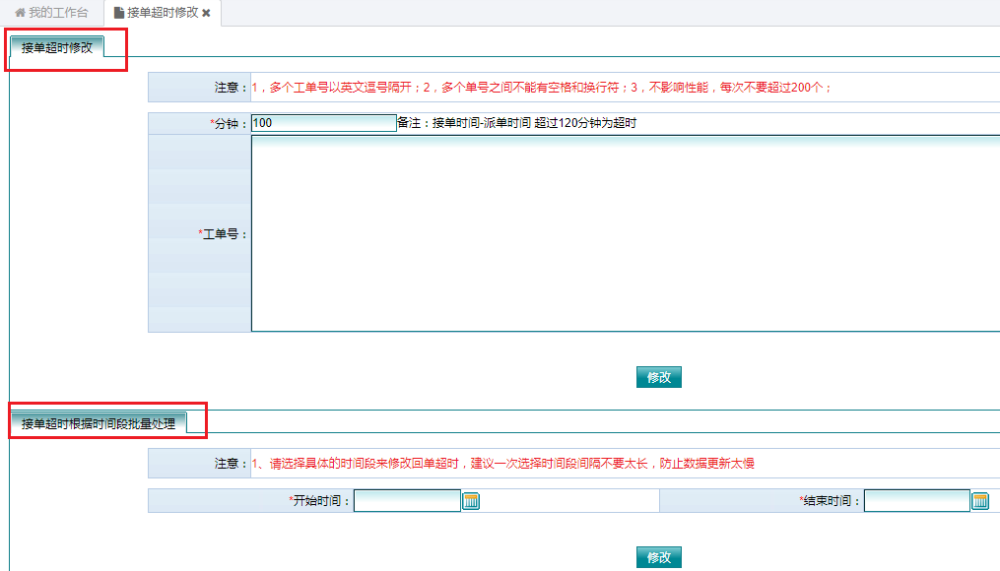 我的工作台 接单超时修改
接单超时修改
注意： 1，多个工单号以英文逗号隔开；2，多个单号之间不能有空格和换行符；3，不影响性能，每次不要超过200个；
*分钟： 100 备注：接单时间-派单时间 超过120分钟为超时
*工单号：
修改
接单超时根据时间段批量处理
注意： 1、请选择具体的时间段来修改回单超时，建议一次选择时间段间隔不要太长，防止数据更新太慢
*开始时间： *结束时间：
修改